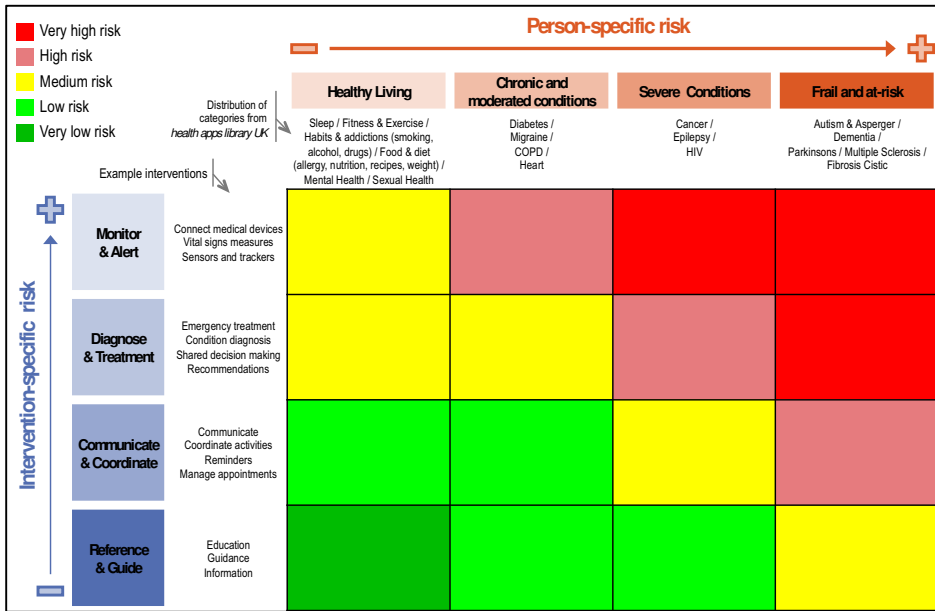 Very high risk
High risk
Medium risk
Low risk
Very low risk
Person-specific risk
Distribution of
categories from
health apps library UK
Example interventions
Healthy Living
Chronic and
moderated conditions
Severe Conditions
Frail and at-risk
Sleep / Fitness & Exercise /
Habits & addictions (smoking,
alcohol, drugs) / Food & diet
(allergy, nutrition, recipes, weight) /
Mental Health / Sexual Health
Diabetes /
Migraine /
COPD /
Heart
Cancer /
Epilepsy /
HIV
Autism & Asperger /
Dementia /
Parkinsons / Multiple Sclerosis /
Fibrosis Cistic
Intervention-specific risk
Monitor
& Alert
Connect medical devices
Vital signs measures
Sensors and trackers
Diagnose
& Treatment
Emergency treatment
Condition diagnosis
Shared decision making
Recommendations
Communicate
& Coordinate
Communicate
Coordinate activities
Reminders
Manage appointments
Reference
& Guide
Education
Guidance
Information